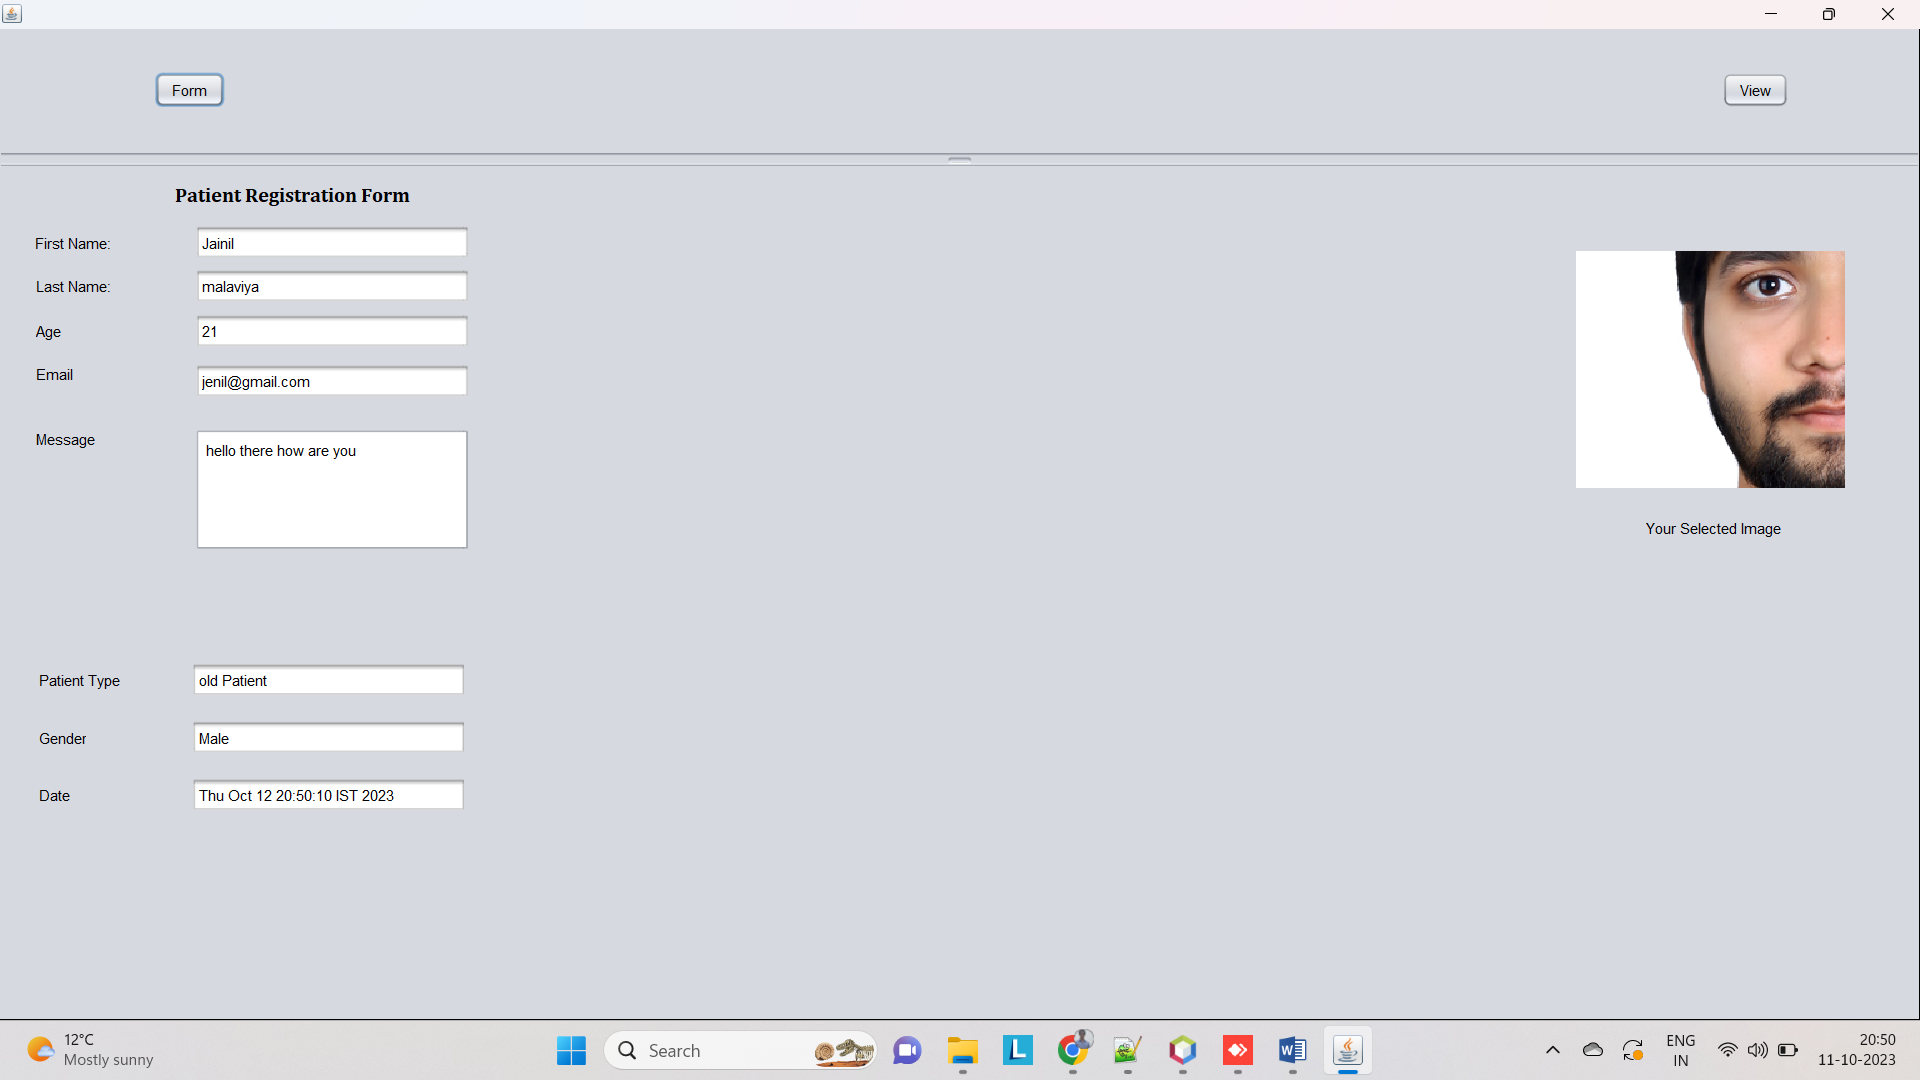 Form
View
Patient Registration Form
First Name: Jainil
Last Name: malaviya
Age 21
Email jenil@gmail.com
Message hello there how are you
Your Selected Image
Patient Type old Patient
Gender Male
Date Thu Oct 12 20:50:10 IST 2023
12°C
Mostly sunny
Search
L
W
ENG
IN
20:50
11-10-2023